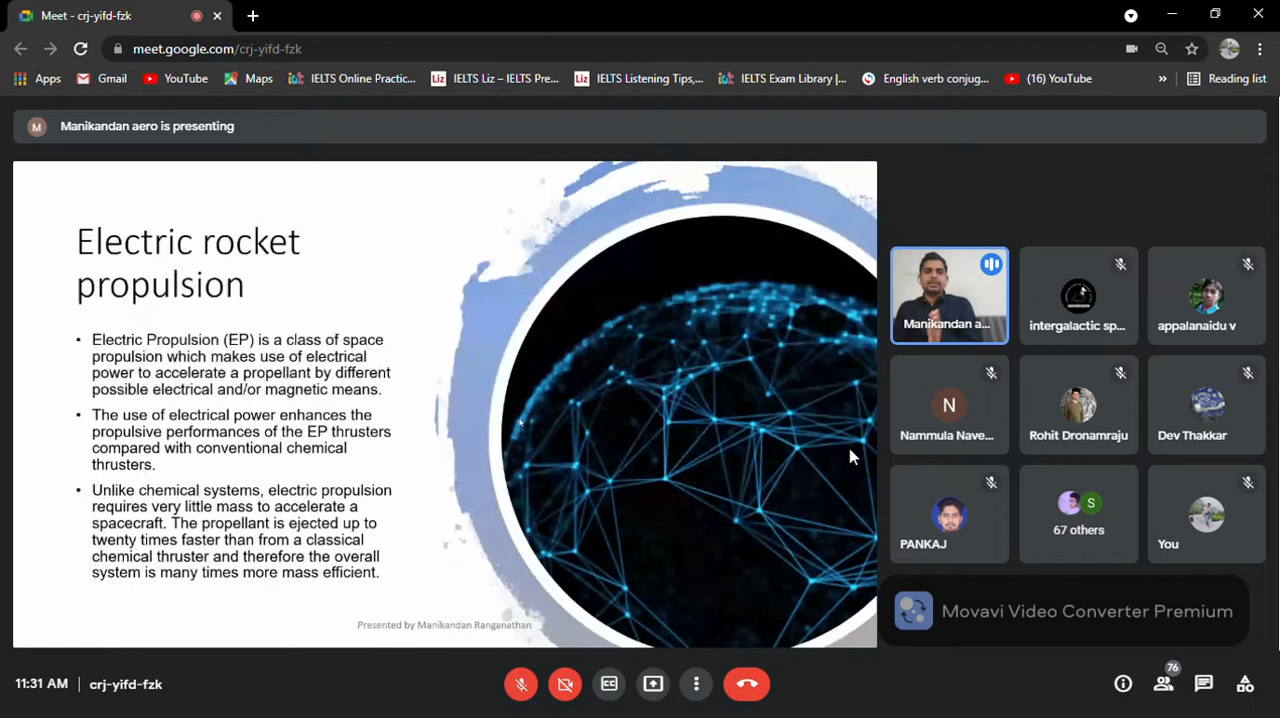 Meet - crj-yifd-fzk
meet.google.com/crj-yifd-fzk
Apps Gmail YouTube Maps IELTS Online Practic... Liz IELTS Liz – IELTS Pre... Liz IELTS Listening Tips,... IELTS Exam Library |... English verb conjug... (16) YouTube » Reading list
M Manikandan aero is presenting
Electric rocket
propulsion
• Electric Propulsion (EP) is a class of space
propulsion which makes use of electrical
power to accelerate a propellant by different
possible electrical and/or magnetic means.
• The use of electrical power enhances the
propulsive performances of the EP thrusters
compared with conventional chemical
thrusters.
• Unlike chemical systems, electric propulsion
requires very little mass to accelerate a
spacecraft. The propellant is ejected up to
twenty times faster than from a classical
chemical thruster and therefore the overall
system is many times more mass efficient.
Presented by Manikandan Ranganathan
Manikandan a...
intergalactic sp...
appalanaidu v
N
Nammula Nave...
Rohit Dronamraju
Dev Thakkar
PANKAJ
S
67 others
You
Movavi Video Converter Premium
11:31 AM | crj-yifd-fzk
CC
76